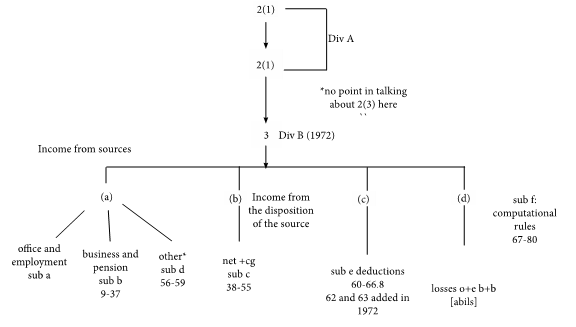 2(1)
Div A
2(1)
*no point in talking
about 2(3) here
``
3 Div B (1972)
Income from sources
(a)
(b)
Income from
the disposition
of the source
(c)
(d)
sub f:
computational
rules
67-80
office and
employment
sub a
business and
pension
sub b
9-37
other*
sub d
56-59
net +cg
sub c
38-55
sub e deductions
60-66.8
62 and 63 added in
1972
losses o+e b+b
[abils]